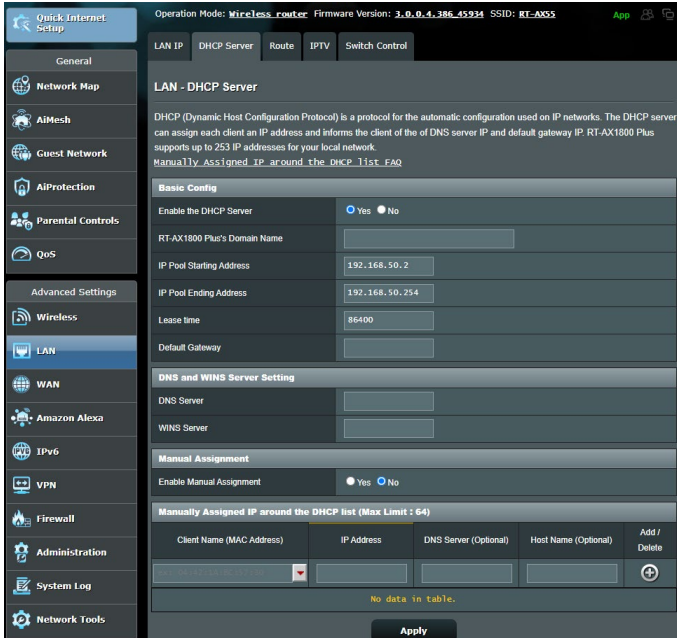 Quick Internet
Setup
Operation Mode: Wireless router Firmware Version: 3.0.0.4.386_45934 SSID: RT-AX55 App
LAN IP DHCP Server Route IPTV Switch Control
General
Network Map
AiMesh
Guest Network
AiProtection
Parental Controls
QoS
Advanced Settings
Wireless
LAN
WAN
Amazon Alexa
IPv6
VPN
Firewall
Administration
System Log
Network Tools
LAN - DHCP Server
DHCP (Dynamic Host Configuration Protocol) is a protocol for the automatic configuration used on IP networks. The DHCP server
can assign each client an IP address and informs the client of the of DNS server IP and default gateway IP. RT-AX1800 Plus
supports up to 253 IP addresses for your local network.
Manually Assigned IP around the DHCP list FAQ
Basic Config
Enable the DHCP Server Yes No
RT-AX1800 Plus's Domain Name
IP Pool Starting Address 192.168.50.2
IP Pool Ending Address 192.168.50.254
Lease time 86400
Default Gateway
DNS and WINS Server Setting
DNS Server
WINS Server
Manual Assignment
Enable Manual Assignment Yes No
Manually Assigned IP around the DHCP list (Max Limit : 64)
Client Name (MAC Address) IP Address DNS Server (Optional) Host Name (Optional) Add / Delete
No data in table.
Apply